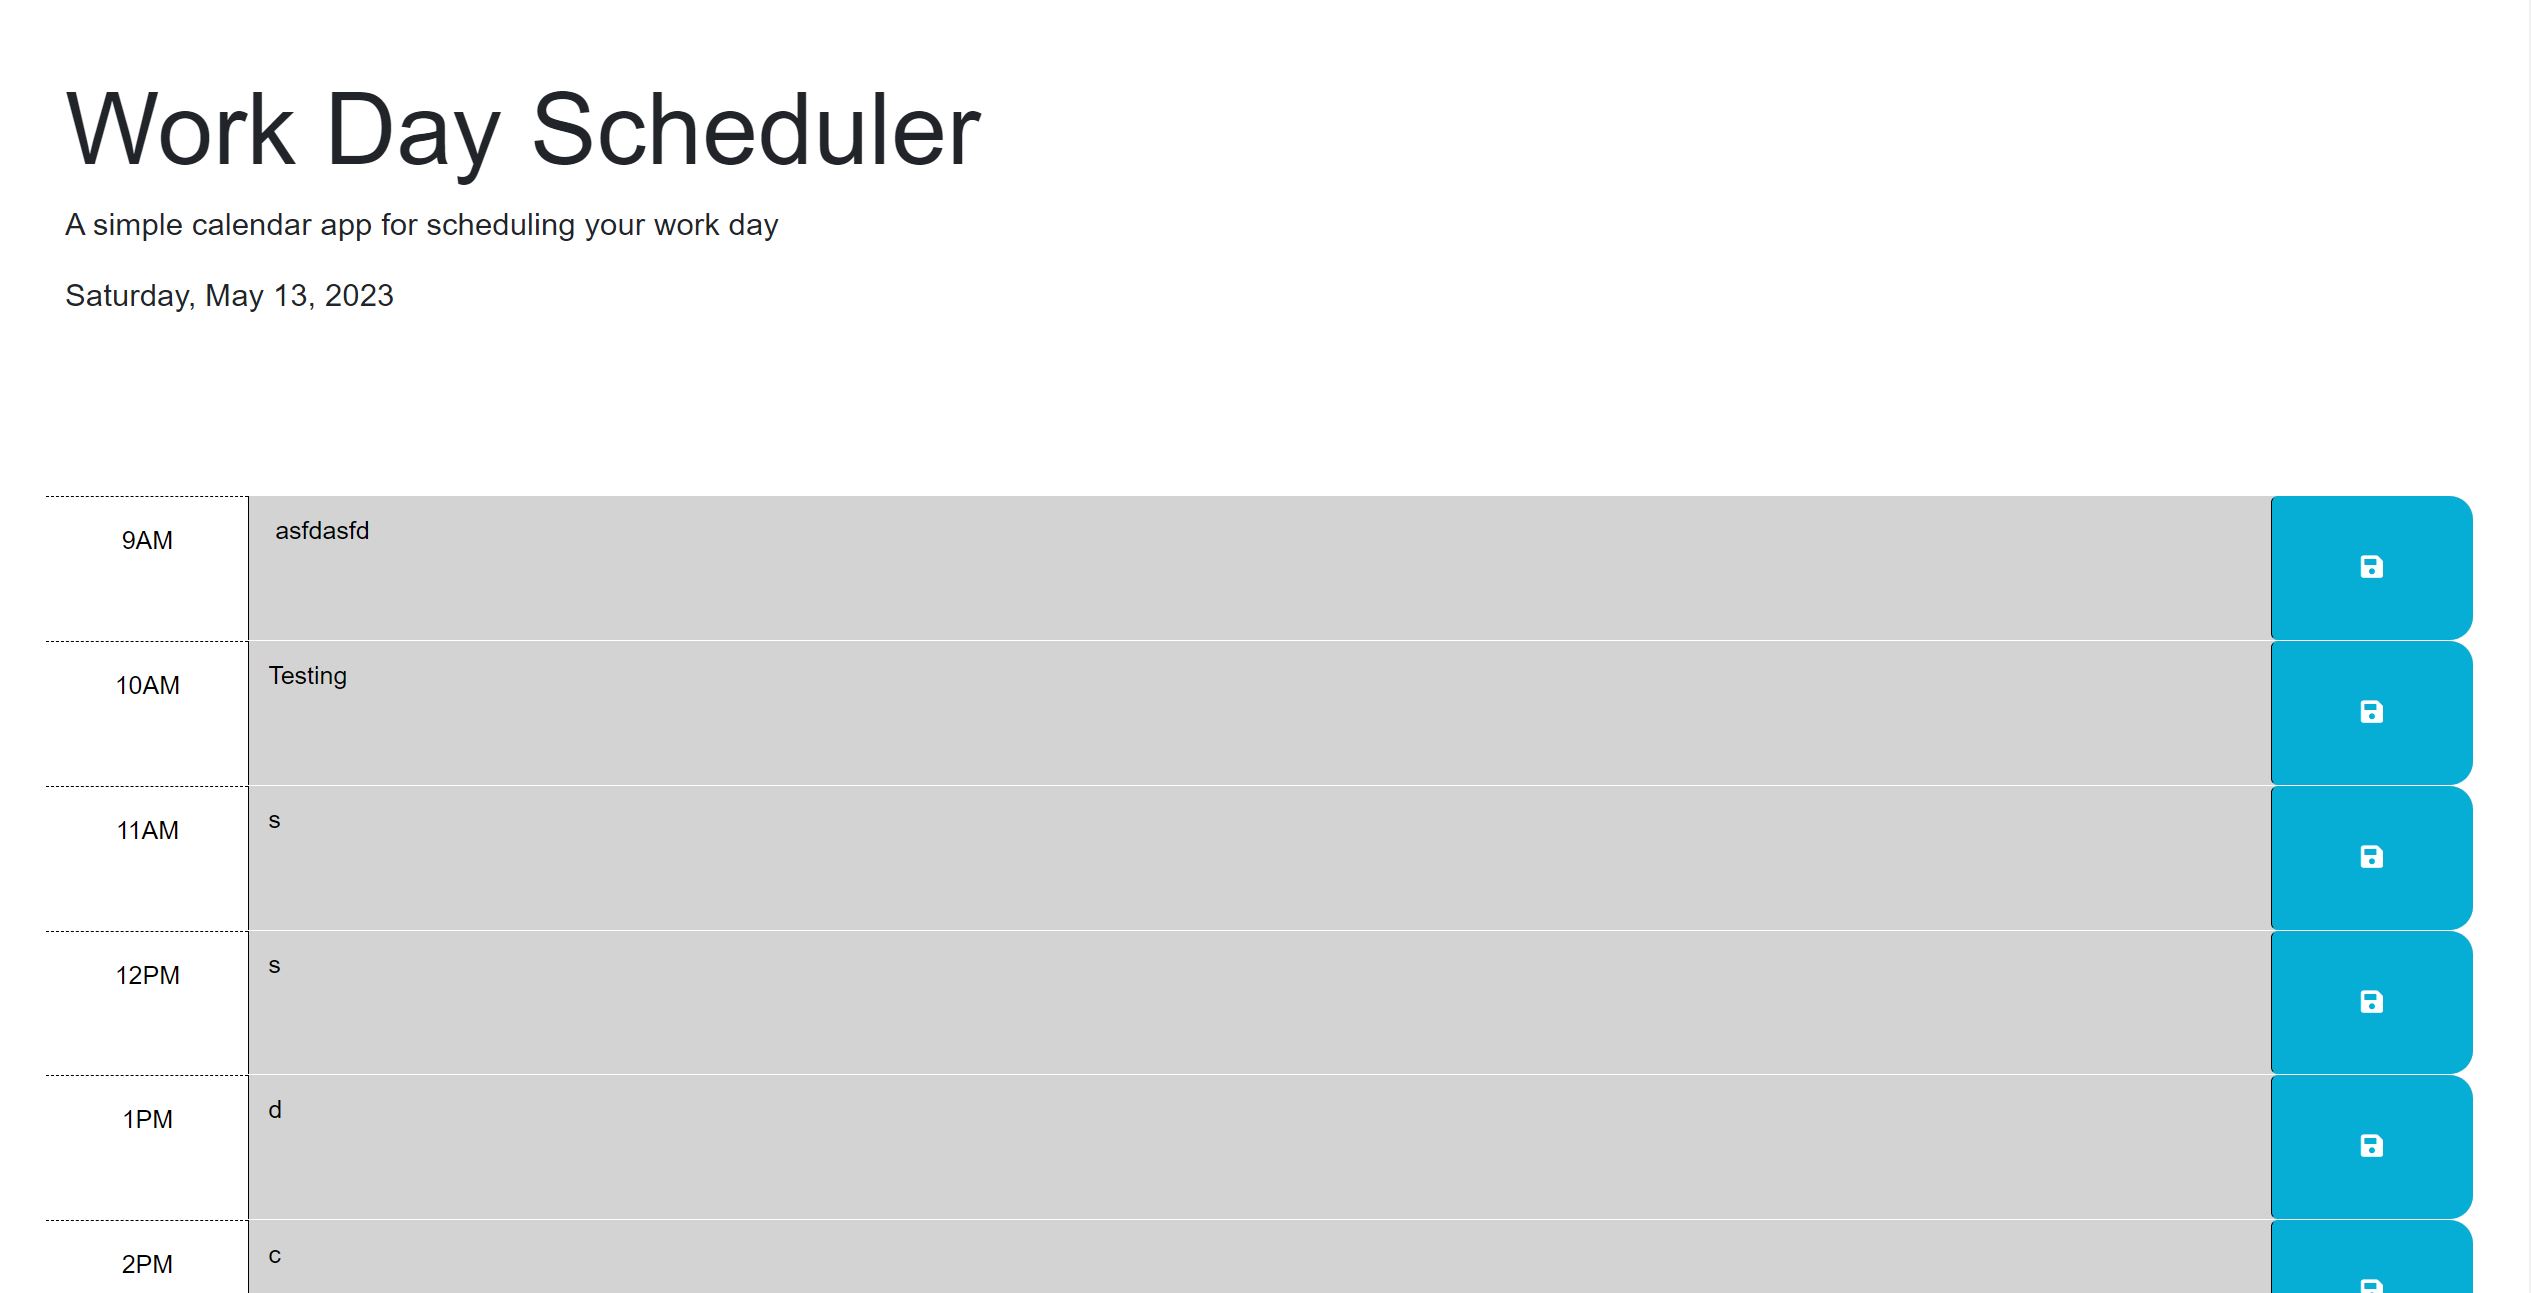 Work Day Scheduler
A simple calendar app for scheduling your work day
Saturday, May 13, 2023
9AM asfdasfd
10AM Testing
11AM s
12PM s
1PM d
2PM c